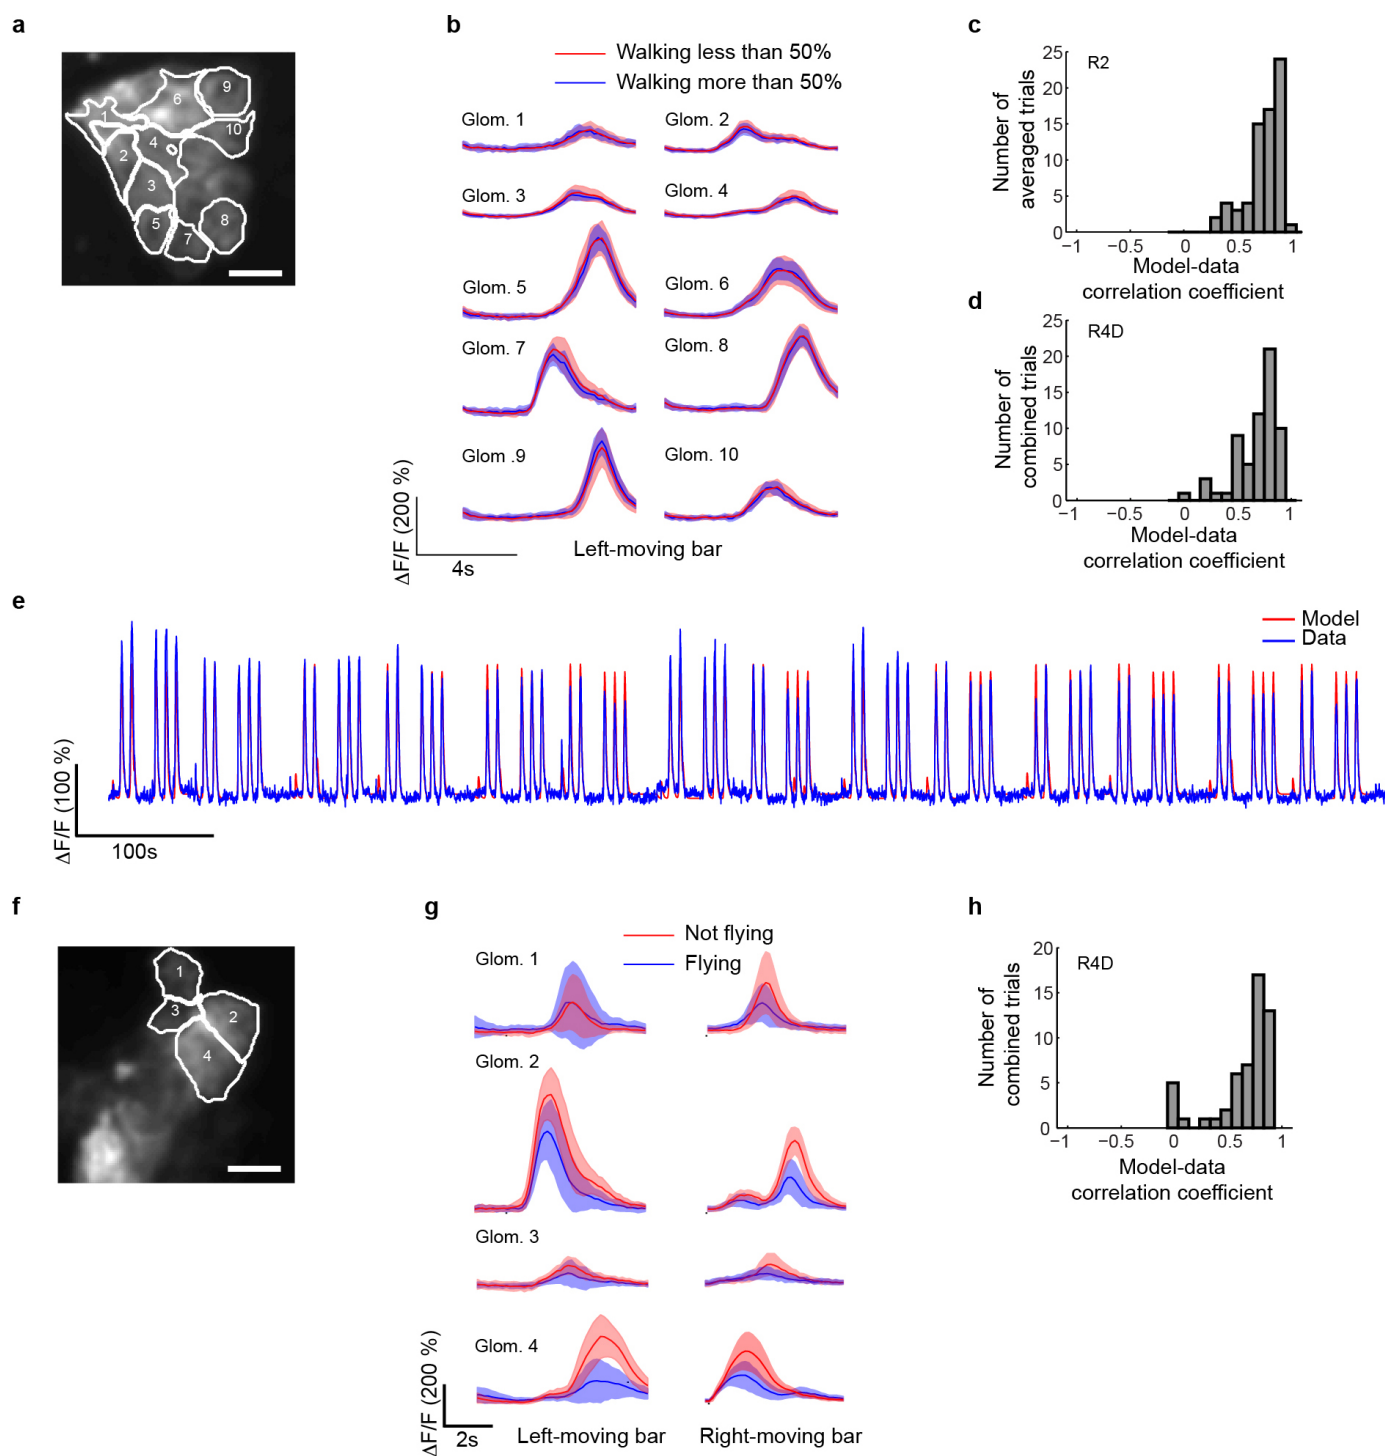 a
1
2
3
4
5
6
7
8
9
10
b
Walking less than 50%
Walking more than 50%
Glom. 1
Glom. 2
Glom. 3
Glom. 4
Glom. 5
Glom. 6
Glom. 7
Glom. 8
Glom .9
Glom. 10
ΔF/F (200 %)
4s
Left-moving bar
c
R2
Number of
averaged trials
25
20
15
10
5
0
−1
−0.5
0
0.5
1
Model-data
correlation coefficient
d
R4D
Number of
combined trials
25
20
15
10
5
0
−1
−0.5
0
0.5
1
Model-data
correlation coefficient
e
Model
Data
ΔF/F (100 %)
100s
f
1
2
3
4
g
Not flying
Flying
Glom. 1
Glom. 2
Glom. 3
Glom. 4
ΔF/F (200 %)
2s
Left-moving bar
Right-moving bar
h
R4D
Number of
combined trials
20
15
10
5
0
−1
−0.5
0
0.5
1
Model-data
correlation coefficient